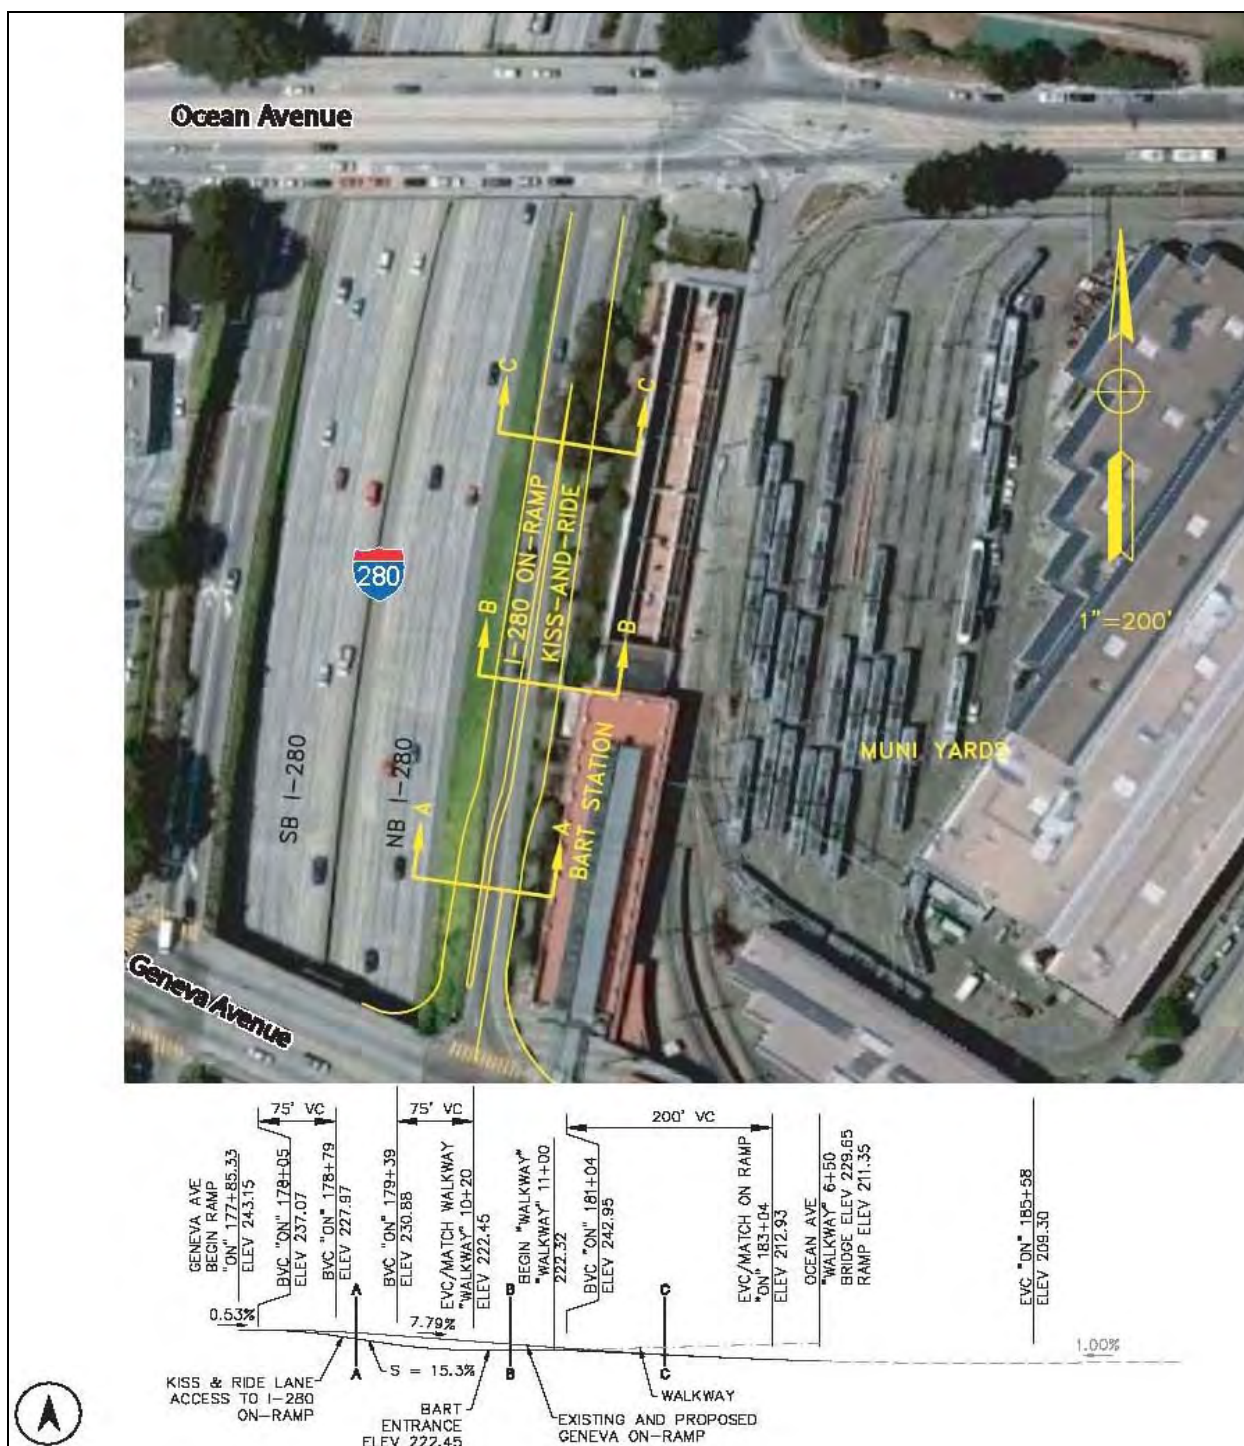 Ocean Avenue
C
C
I-280 ON-RAMP
KISS-AND-RIDE
280
B
B
1"=200'
SB I-280
NB I-280
MUNI YARDS
A
A
BART STATION
Geneva Avenue
75' VC
75' VC
200' VC
GENEVA AVE
BEGIN RAMP
"ON" 177+85.33
ELEV 243.15
BVC "ON" 178+05
ELEV 237.07
BVC "ON" 178+79
ELEV 227.97
BVC "ON" 179+39
ELEV 230.88
EVC/MATCH WALKWAY
"WALKWAY" 10+20
ELEV 222.45
BEGIN "WALKWAY"
"WALKWAY" 11+00
222.32
BVC "ON" 181+04
ELEV 242.95
EVC/MATCH ON RAMP
"ON" 183+04
ELEV 212.93
OCEAN AVE
"WALKWAY" 6+50
BRIDGE ELEV 229.65
RAMP ELEV 211.35
EVC "ON" 185+58
ELEV 209.30
A
B
C
0.53%
7.79%
1.00%
A
B
C
S = 15.3%
KISS & RIDE LANE
ACCESS TO I-280
ON-RAMP
BART
ENTRANCE
ELEV 222.45
WALKWAY
EXISTING AND PROPOSED
GENEVA ON-RAMP